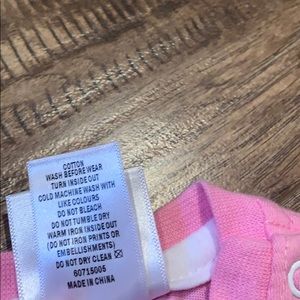 COTTON
WASH BEFORE WEAR
TURN INSIDE OUT
COLD MACHINE WASH WITH
LIKE COLOURS
DO NOT BLEACH
DO NOT TUMBLE DRY
WARM IRON INSIDE OUT
(DO NOT IRON PRINTS OR
EMBELLISHMENTS)
DO NOT DRY CLEAN
60715005
MADE IN CHINA